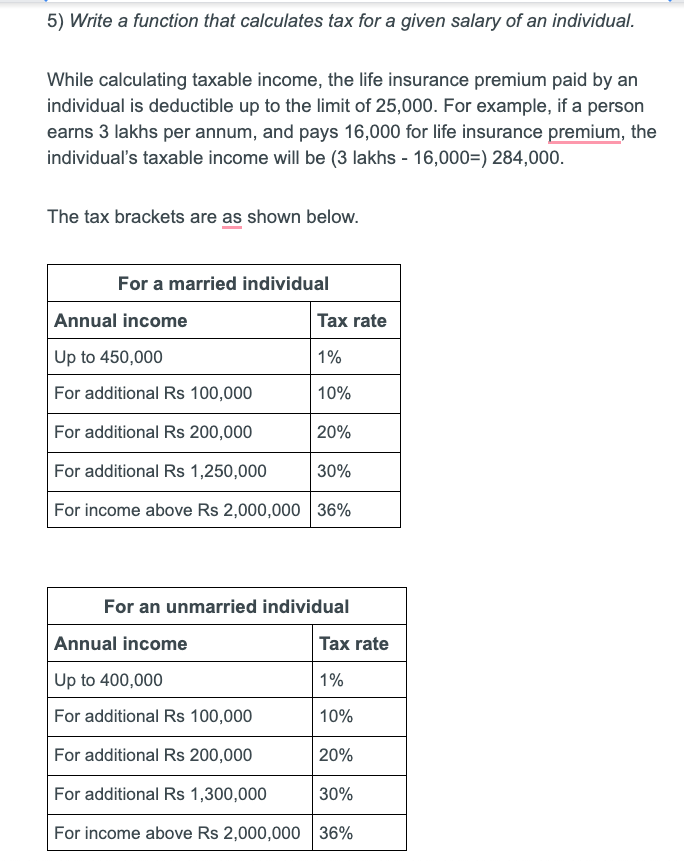 5) Write a function that calculates tax for a given salary of an individual.
While calculating taxable income, the life insurance premium paid by an
individual is deductible up to the limit of 25,000. For example, if a person
earns 3 lakhs per annum, and pays 16,000 for life insurance premium, the
individual’s taxable income will be (3 lakhs - 16,000=) 284,000.
The tax brackets are as shown below.
For a married individual
Annual income Tax rate
Up to 450,000 1%
For additional Rs 100,000 10%
For additional Rs 200,000 20%
For additional Rs 1,250,000 30%
For income above Rs 2,000,000 36%
For an unmarried individual
Annual income Tax rate
Up to 400,000 1%
For additional Rs 100,000 10%
For additional Rs 200,000 20%
For additional Rs 1,300,000 30%
For income above Rs 2,000,000 36%